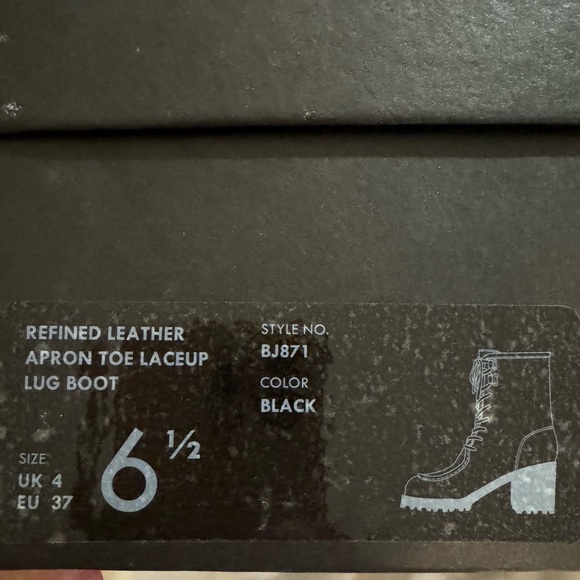 REFINED LEATHER
APRON TOE LACEUP
LUG BOOT
STYLE NO.
BJ871
COLOR
BLACK
SIZE
UK 4
EU 37
6 ½